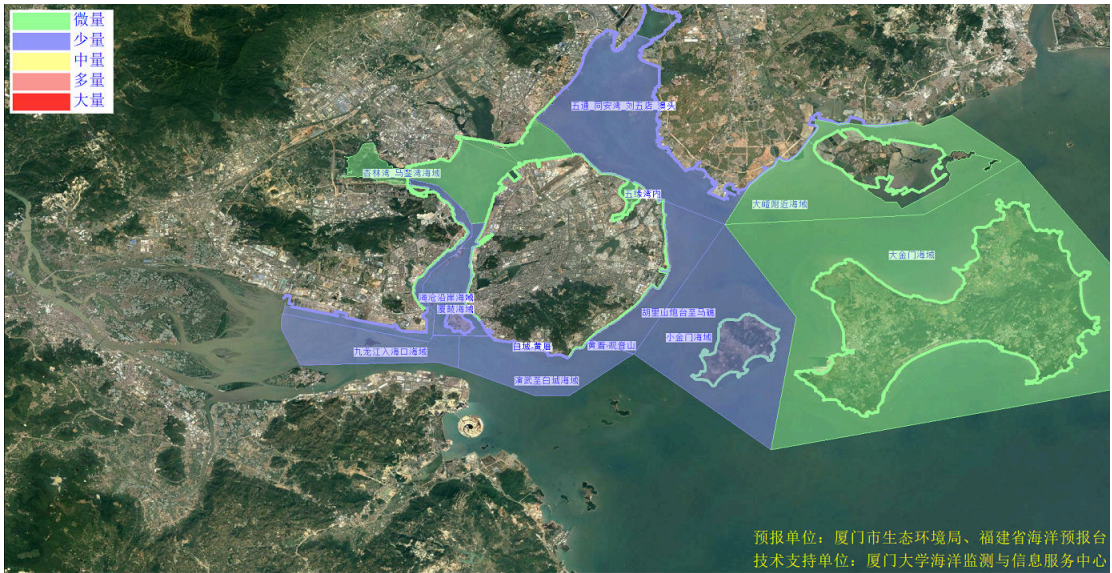 微量
少量
中量
多量
大量
五通 同安湾 刘五店 澳头
杏林湾 马銮湾海域
五缘湾内
大嶝附近海域
大金门海域
海沧沿岸海域
厦鼓海域
胡里山炮台至马礁
小金门海域
九龙江入海口海域
白城-黄厝
黄厝-观音山
演武至白城海域
预报单位：厦门市生态环境局、福建省海洋预报台
技术支持单位：厦门大学海洋监测与信息服务中心